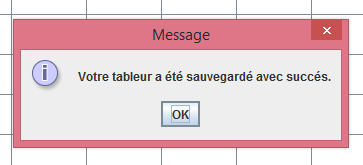 Message
Votre tableur a été sauvegardé avec succés.
OK